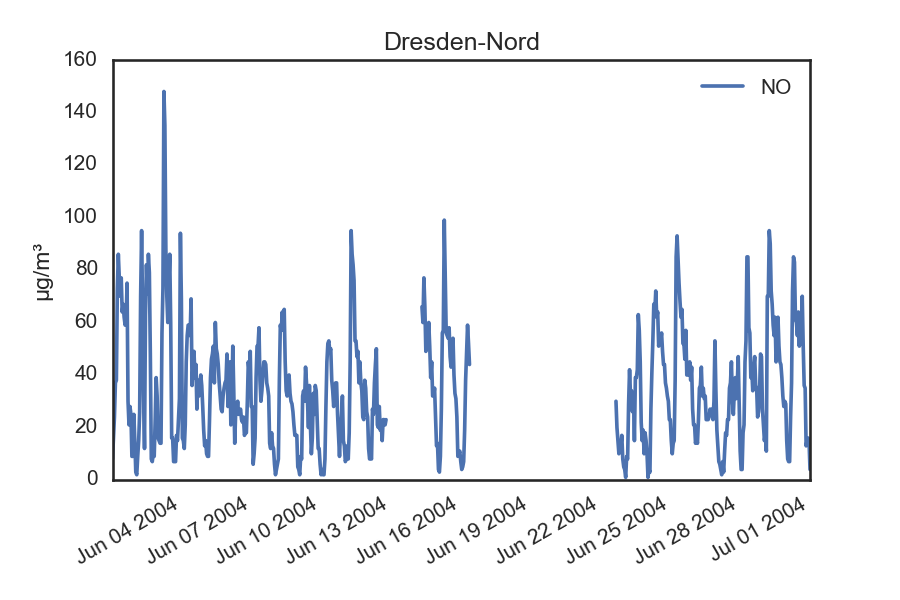 Dresden-Nord
160
140
120
100
80
60
40
20
0
µg/m³
NO
Jun 04 2004
Jun 07 2004
Jun 10 2004
Jun 13 2004
Jun 16 2004
Jun 19 2004
Jun 22 2004
Jun 25 2004
Jun 28 2004
Jul 01 2004